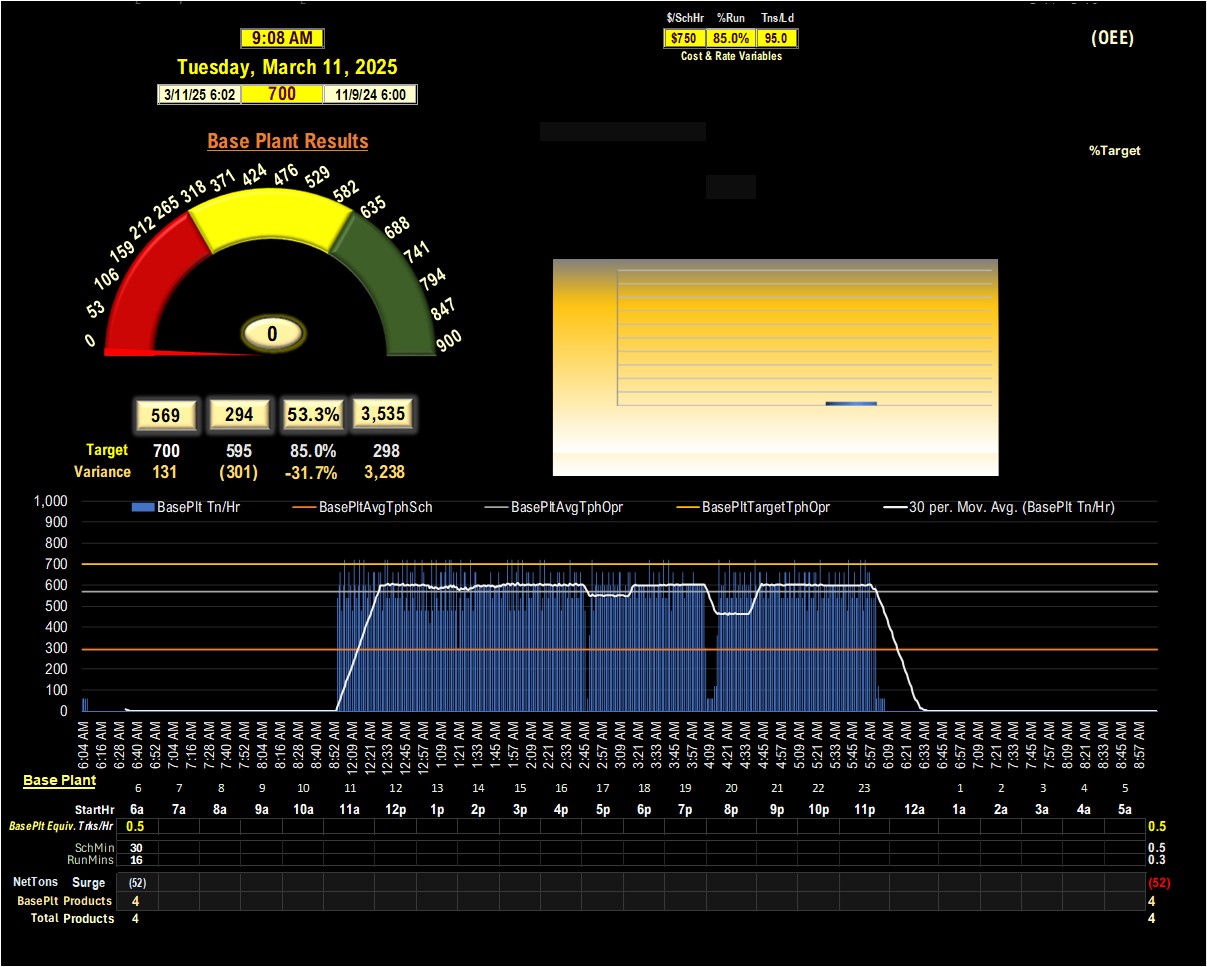 $/SchHr %Run Tns/Ld
9:08 AM
$750 85.0% 95.0
(OEE)
Cost & Rate Variables
Tuesday, March 11, 2025
3/11/25 6:02 700 11/9/24 6:00
Base Plant Results
%Target
0 53 106 159 212 265 318 371 424 476 529 582 635 688 741 794 847 900
0
569 294 53.3% 3,535
Target 700 595 85.0% 298
Variance 131 (301) -31.7% 3,238
BasePlt Tn/Hr BasePltAvgTphSch BasePltAvgTphOpr BasePltTargetTphOpr 30 per. Mov. Avg. (BasePlt Tn/Hr)
1,000
900
800
700
600
500
400
300
200
100
0
6:04 AM 6:16 AM 6:28 AM 6:40 AM 6:52 AM 7:04 AM 7:16 AM 7:28 AM 7:40 AM 7:52 AM 8:04 AM 8:16 AM 8:28 AM 8:40 AM 8:52 AM 12:09 AM 12:21 AM 12:33 AM 12:45 AM 12:57 AM 1:09 AM 1:21 AM 1:33 AM 1:45 AM 1:57 AM 2:09 AM 2:21 AM 2:33 AM 2:45 AM 2:57 AM 3:09 AM 3:21 AM 3:33 AM 3:45 AM 3:57 AM 4:09 AM 4:21 AM 4:33 AM 4:45 AM 4:57 AM 5:09 AM 5:21 AM 5:33 AM 5:45 AM 5:57 AM 6:09 AM 6:21 AM 6:33 AM 6:45 AM 6:57 AM 7:09 AM 7:21 AM 7:33 AM 7:45 AM 7:57 AM 8:09 AM 8:21 AM 8:33 AM 8:45 AM 8:57 AM
Base Plant
6 7 8 9 10 11 12 13 14 15 16 17 18 19 20 21 22 23 1 2 3 4 5
StartHr 6a 7a 8a 9a 10a 11a 12p 1p 2p 3p 4p 5p 6p 7p 8p 9p 10p 11p 12a 1a 2a 3a 4a 5a
BasePlt Equiv. Trks/Hr 0.5 0.5
SchMin 30 0.5
RunMins 16 0.3
NetTons Surge (52) (52)
BasePlt Products 4 4
Total Products 4 4